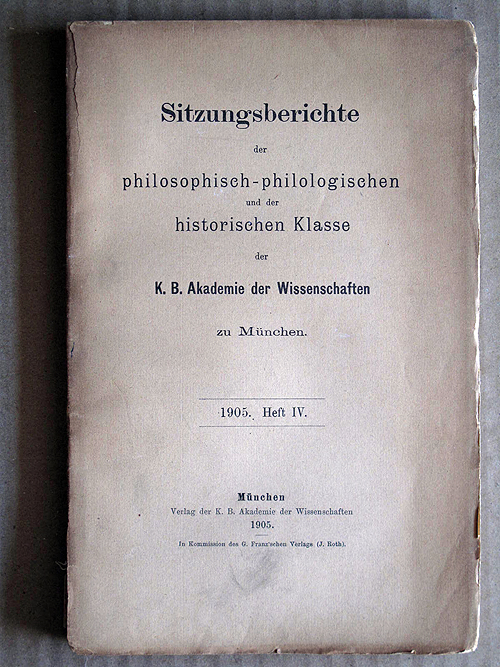 Sitzungsberichte
der
philosophisch-philologischen
und der
historischen Klasse
der
K. B. Akademie der Wissenschaften
zu München.
1905. Heft IV.
München
Verlag der K. B. Akademie der Wissenschaften
1905.
In Kommission des G. Franz'schen Verlags (J. Roth).